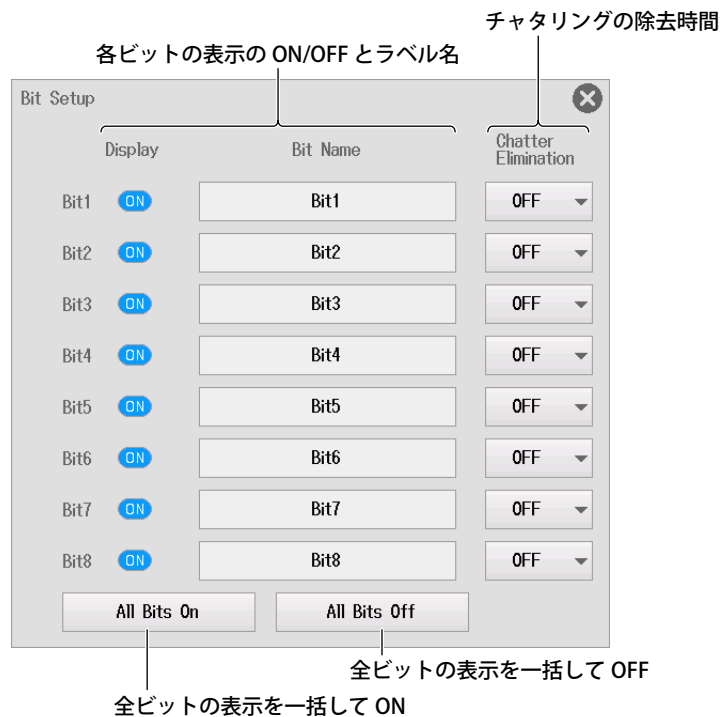 チャタリングの除去時間
各ビットの表示の ON/OFF とラベル名
Bit Setup
Display Bit Name Chatter Elimination
Bit1 ON Bit1 OFF
Bit2 ON Bit2 OFF
Bit3 ON Bit3 OFF
Bit4 ON Bit4 OFF
Bit5 ON Bit5 OFF
Bit6 ON Bit6 OFF
Bit7 ON Bit7 OFF
Bit8 ON Bit8 OFF
All Bits On All Bits Off
全ビットの表示を一括して OFF
全ビットの表示を一括して ON